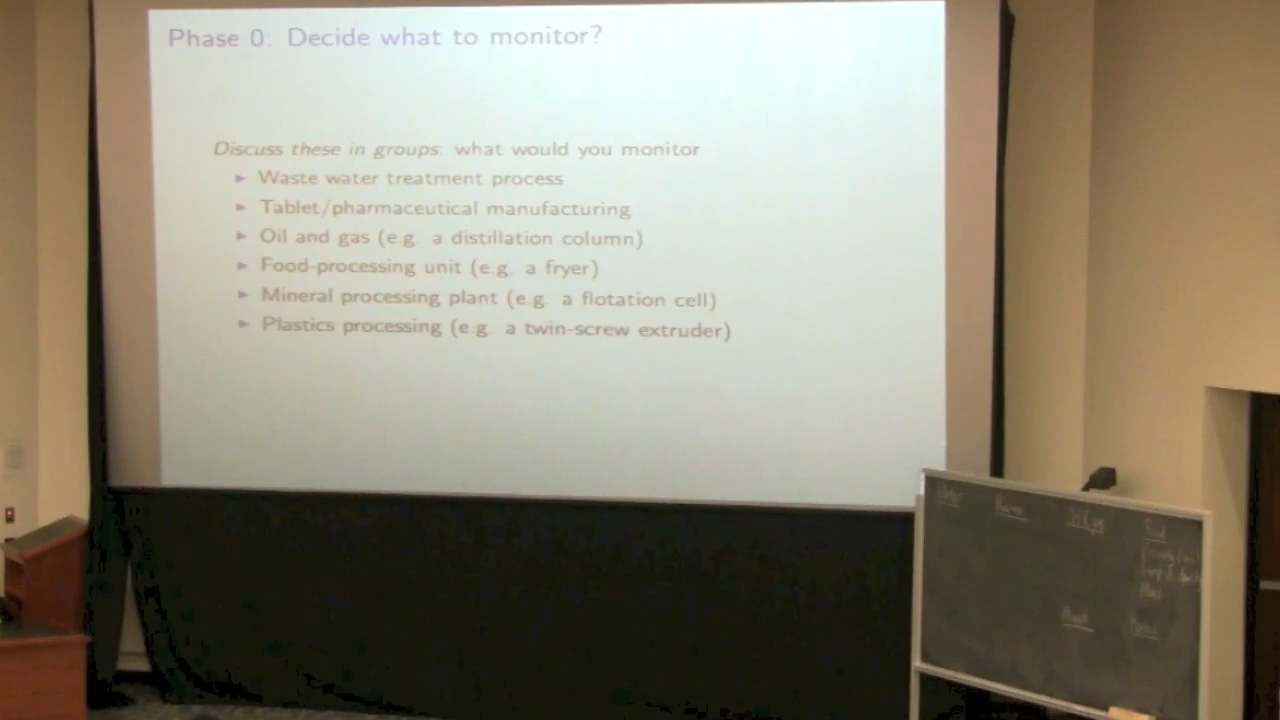 Phase 0: Decide what to monitor?
Discuss these in groups: what would you monitor
▸ Waste water treatment process
▸ Tablet/pharmaceutical manufacturing
▸ Oil and gas (e.g. a distillation column)
▸ Food-processing unit (e.g. a fryer)
▸ Mineral processing plant (e.g. a flotation cell)
▸ Plastics processing (e.g. a twin-screw extruder)
Food